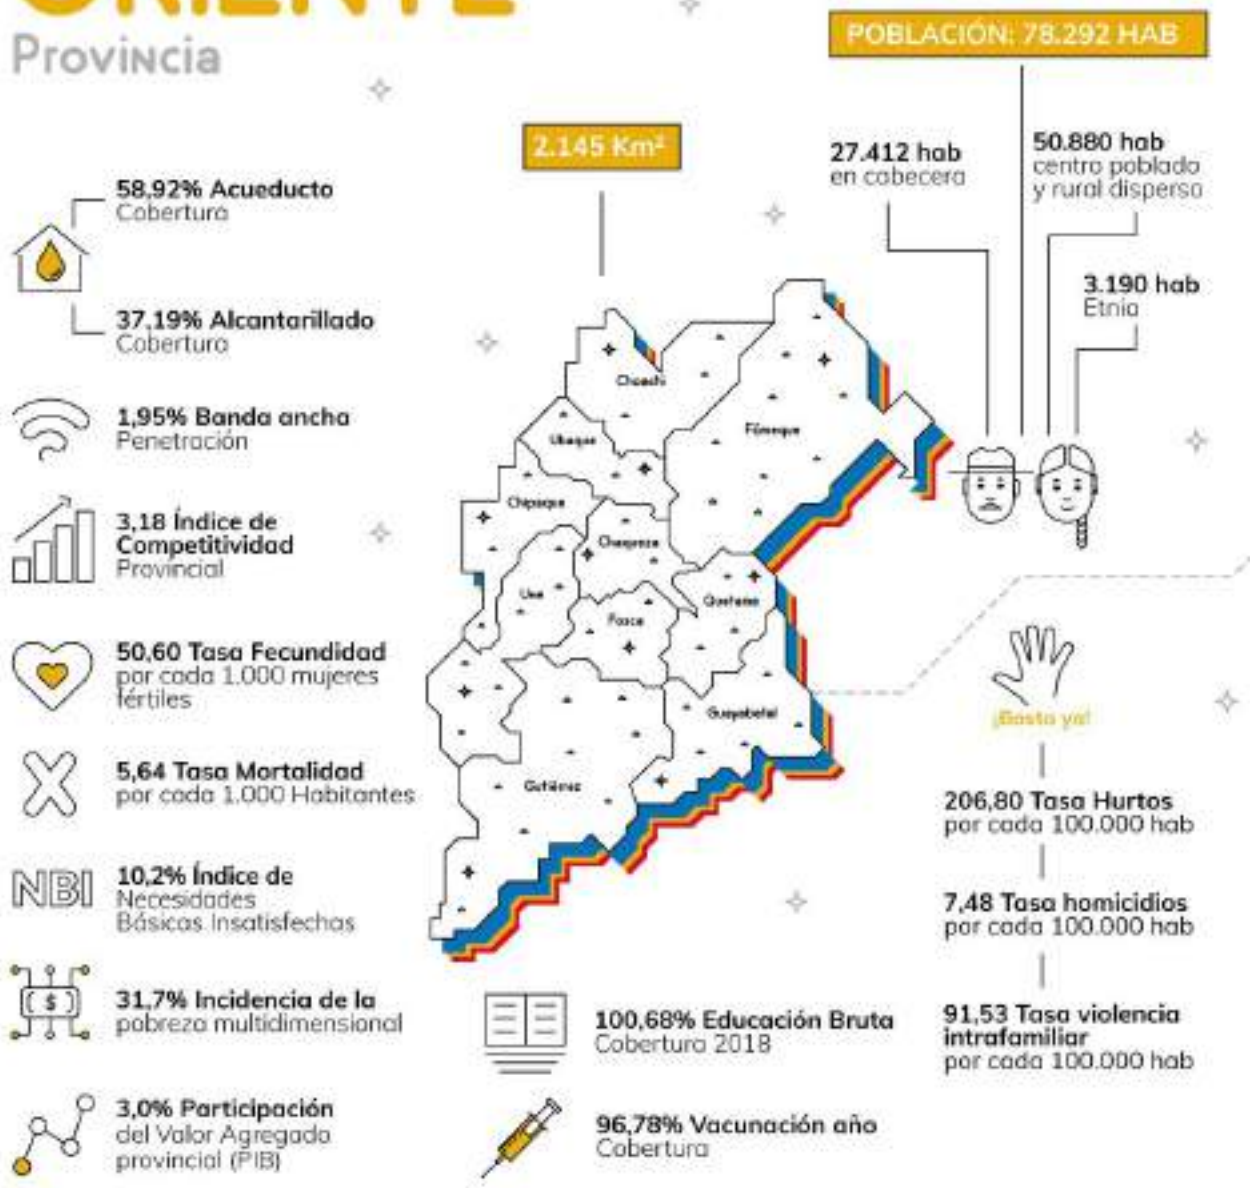 ORIENTE
Provincia
POBLACIÓN: 78.292 HAB
2.145 Km²
27.412 hab
en cabecera
50.880 hab
centro poblado
y rural disperso
3.190 hab
Etnia
58,92% Acueducto
Cobertura
37,19% Alcantarillado
Cobertura
1,95% Banda ancha
Penetración
3,18 Índice de
Competitividad
Provincial
50,60 Tasa Fecundidad
por cada 1.000 mujeres
fértiles
5,64 Tasa Mortalidad
por cada 1.000 Habitantes
NBI
10,2% Índice de
Necesidades
Básicas Insatisfechas
$
31,7% Incidencia de la
pobreza multidimensional
3,0% Participación
del Valor Agregado
provincial (PIB)
Choachí
Ubaque
Fómeque
Chipaque
Chaqueza
Une
Quetame
Fosca
Guayabetal
Gutiérrez
¡Basta ya!
206,80 Tasa Hurtos
por cada 100.000 hab
7,48 Tasa homicidios
por cada 100.000 hab
91,53 Tasa violencia
intrafamiliar
por cada 100.000 hab
100,68% Educación Bruta
Cobertura 2018
96,78% Vacunación año
Cobertura